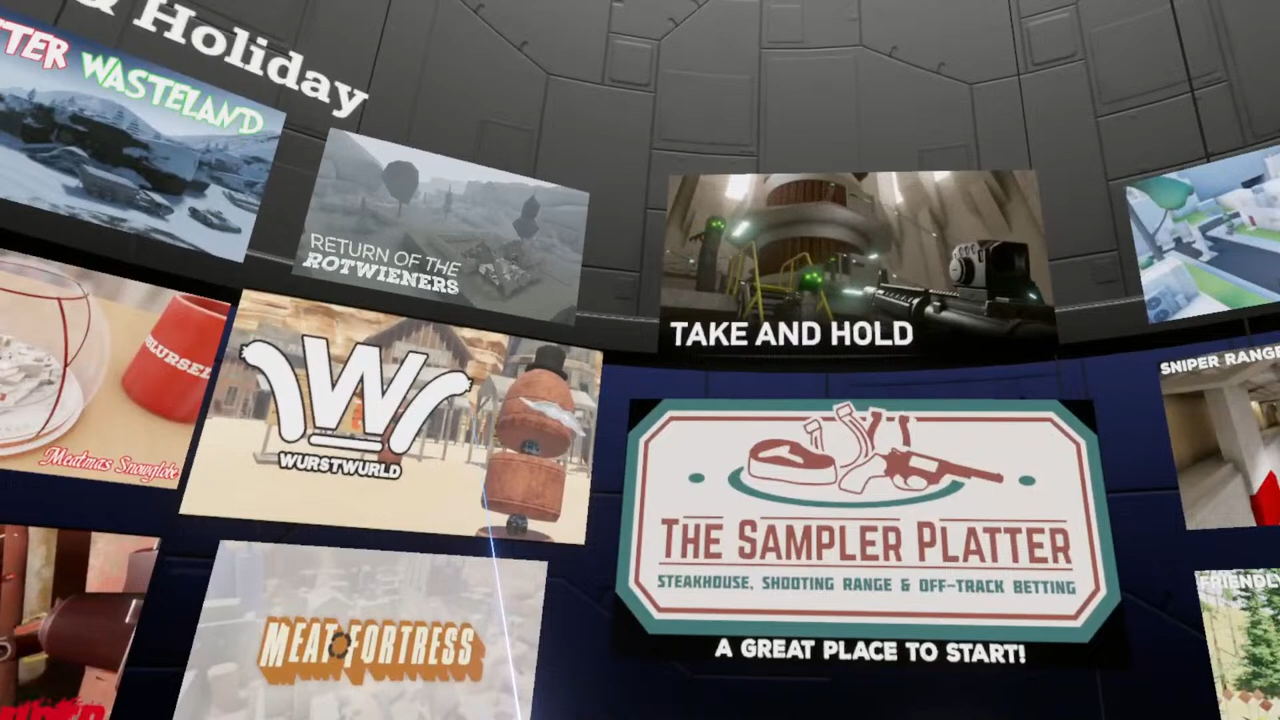 & Holiday
WASTELAND
RETURN OF THE
ROTWIENERS
TAKE AND HOLD
BLURSED
Meatmas Snowglobe
W
WURSTWURLD
SNIPER RANGE
THE SAMPLER PLATTER
STEAKHOUSE, SHOOTING RANGE & OFF-TRACK BETTING
A GREAT PLACE TO START!
MEAT FORTRESS
FRIENDLY